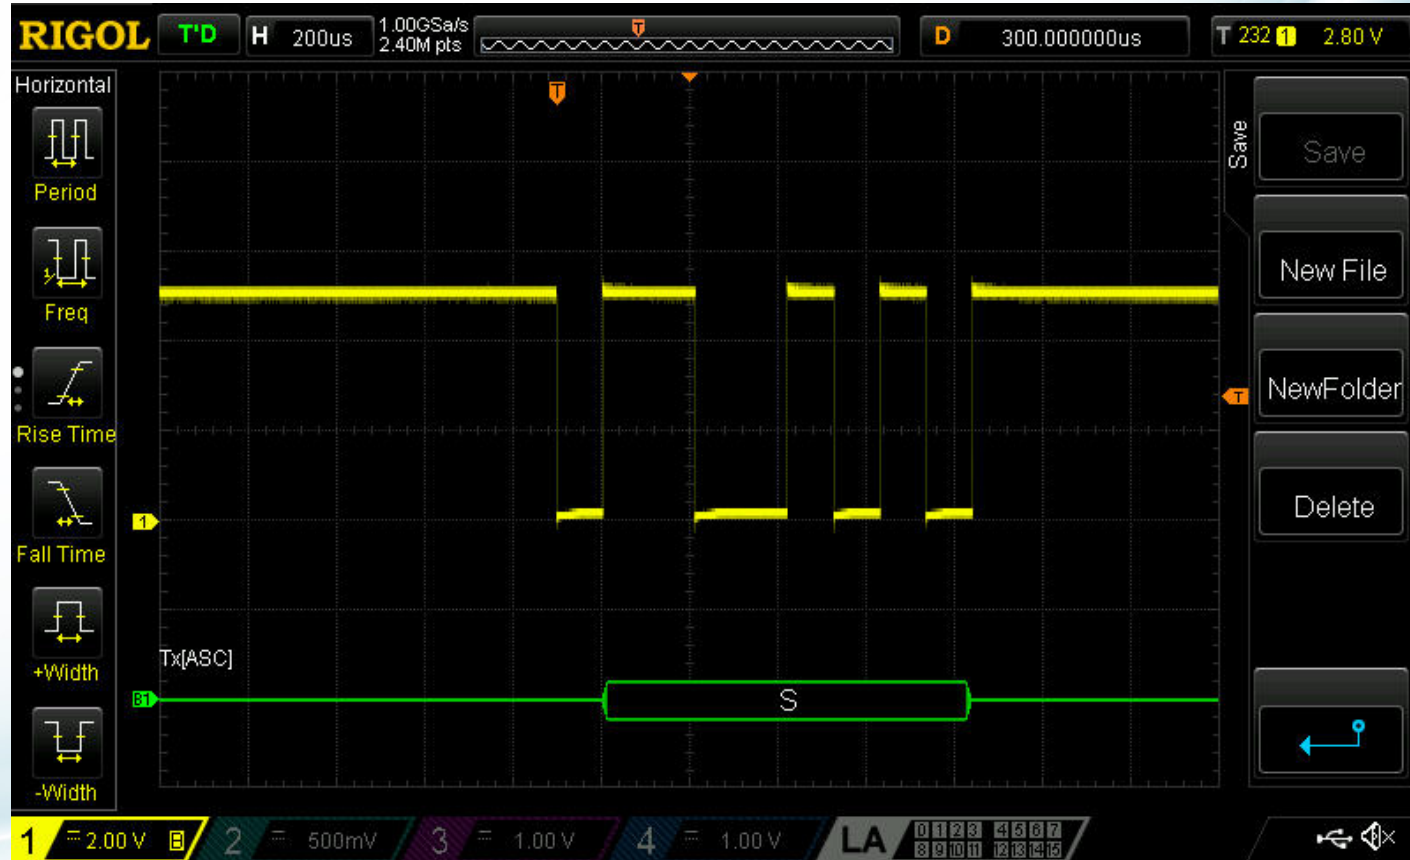 RIGOL T'D H 200us 1.00GSa/s 2.40M pts T D 300.000000us T 232 1 2.80 V
Horizontal
Period
Freq
Rise Time
Fall Time
+Width
-Width
T
T
1
Tx[ASC]
B1
S
Save
Save
New File
NewFolder
Delete
1 2.00 V B 2 500mV 3 1.00 V 4 1.00 V LA 0 1 2 3 4 5 6 7
8 9 10 11 12 13 14 15